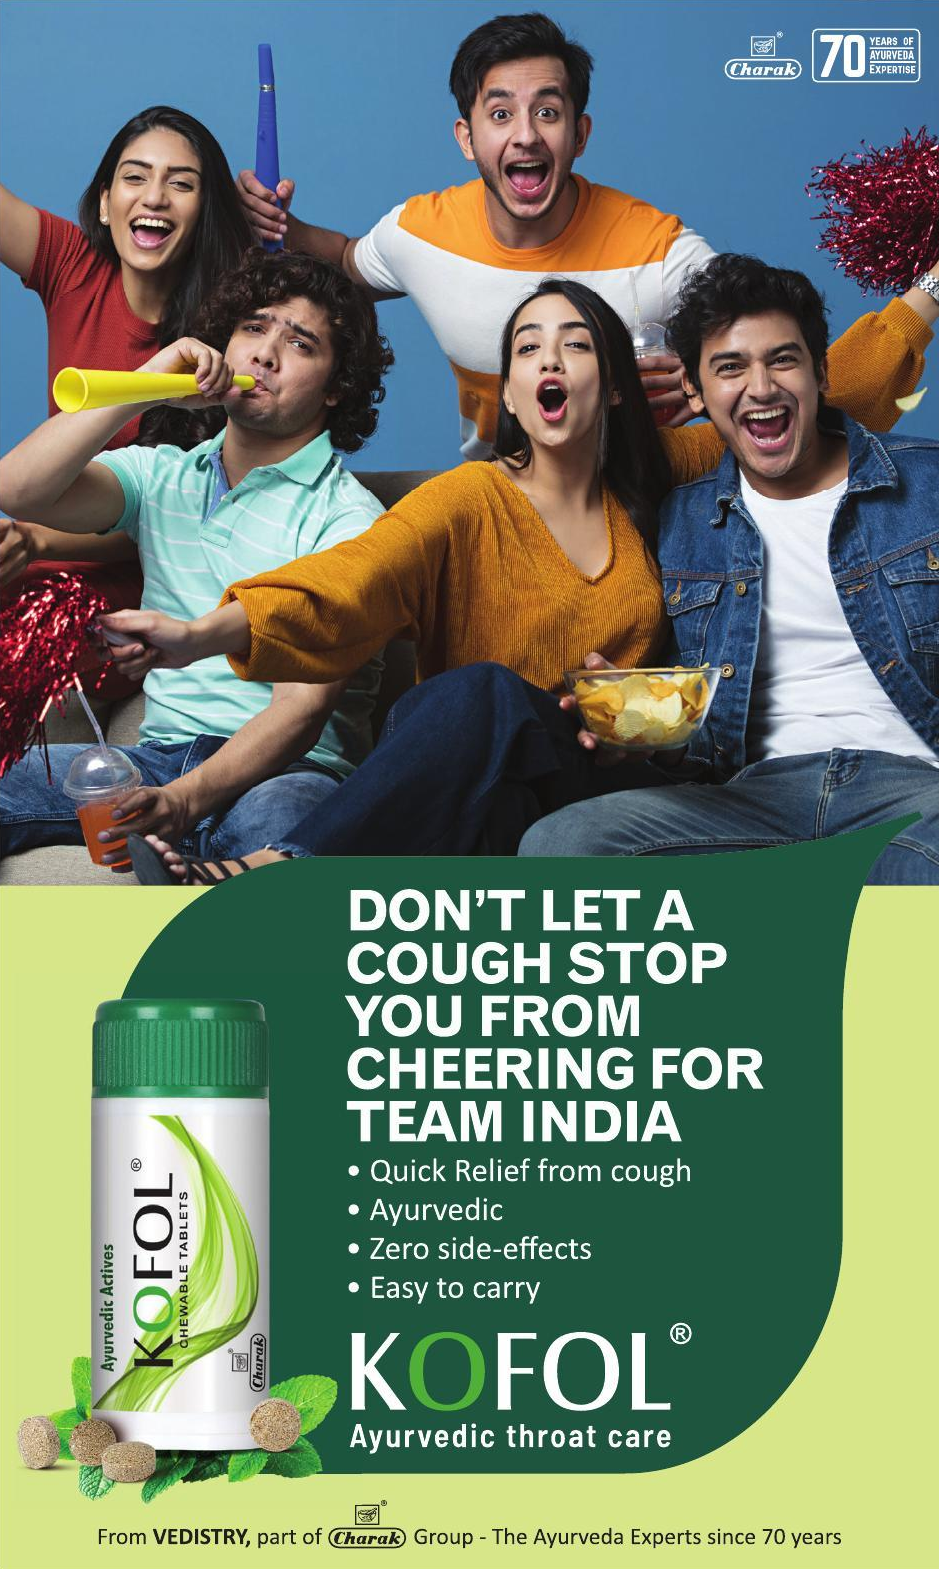 Charak®
70 YEARS OF
AYURVEDA
EXPERTISE
DON'T LET A
COUGH STOP
YOU FROM
CHEERING FOR
TEAM INDIA
• Quick Relief from cough
• Ayurvedic
• Zero side-effects
• Easy to carry
KOFOL®
Ayurvedic throat care
Ayurvedic Actives
KOFOL®
CHEWABLE TABLETS
Charak®
From VEDISTRY, part of Charak® Group - The Ayurveda Experts since 70 years